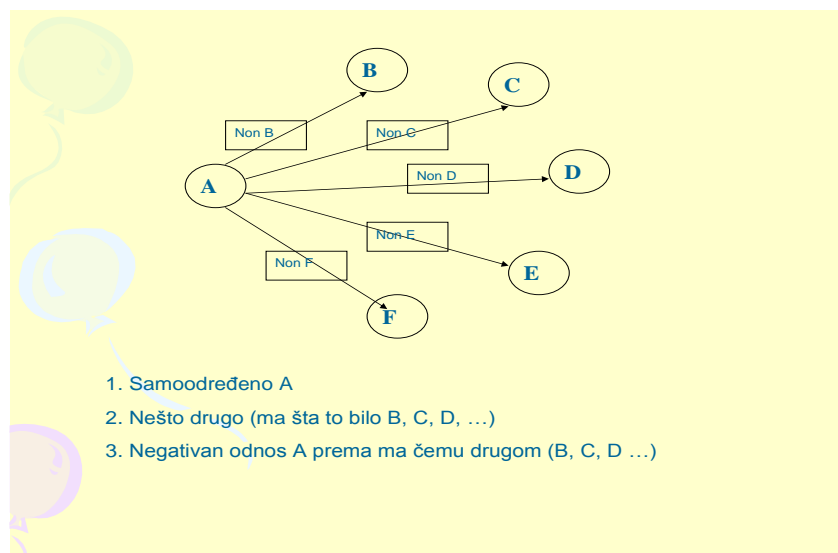 B
C
Non B
Non C
D
Non D
A
Non E
Non F
E
F
1. Samoodređeno A
2. Nešto drugo (ma šta to bilo B, C, D, …)
3. Negativan odnos A prema ma čemu drugom (B, C, D …)